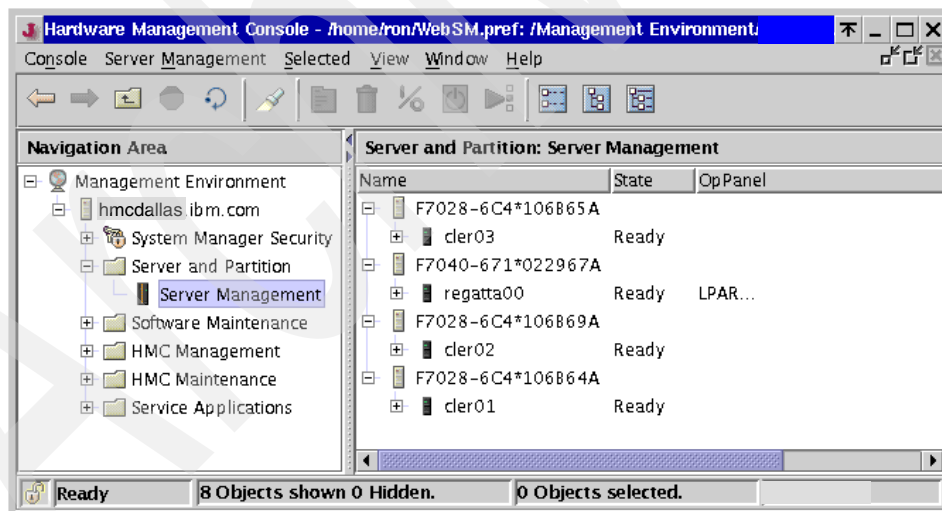 Hardware Management Console - /home/ron/WebSM.pref: /Management Environment/
Console Server Management Selected View Window Help
Navigation Area
Management Environment
hmcdallas.ibm.com
System Manager Security
Server and Partition
Server Management
Software Maintenance
HMC Management
HMC Maintenance
Service Applications
Server and Partition: Server Management
Name State OpPanel
F7028-6C4*106B65A
cler03 Ready
F7040-671*022967A
regatta00 Ready LPAR...
F7028-6C4*106B69A
cler02 Ready
F7028-6C4*106B64A
cler01 Ready
Ready 8 Objects shown 0 Hidden. 0 Objects selected.